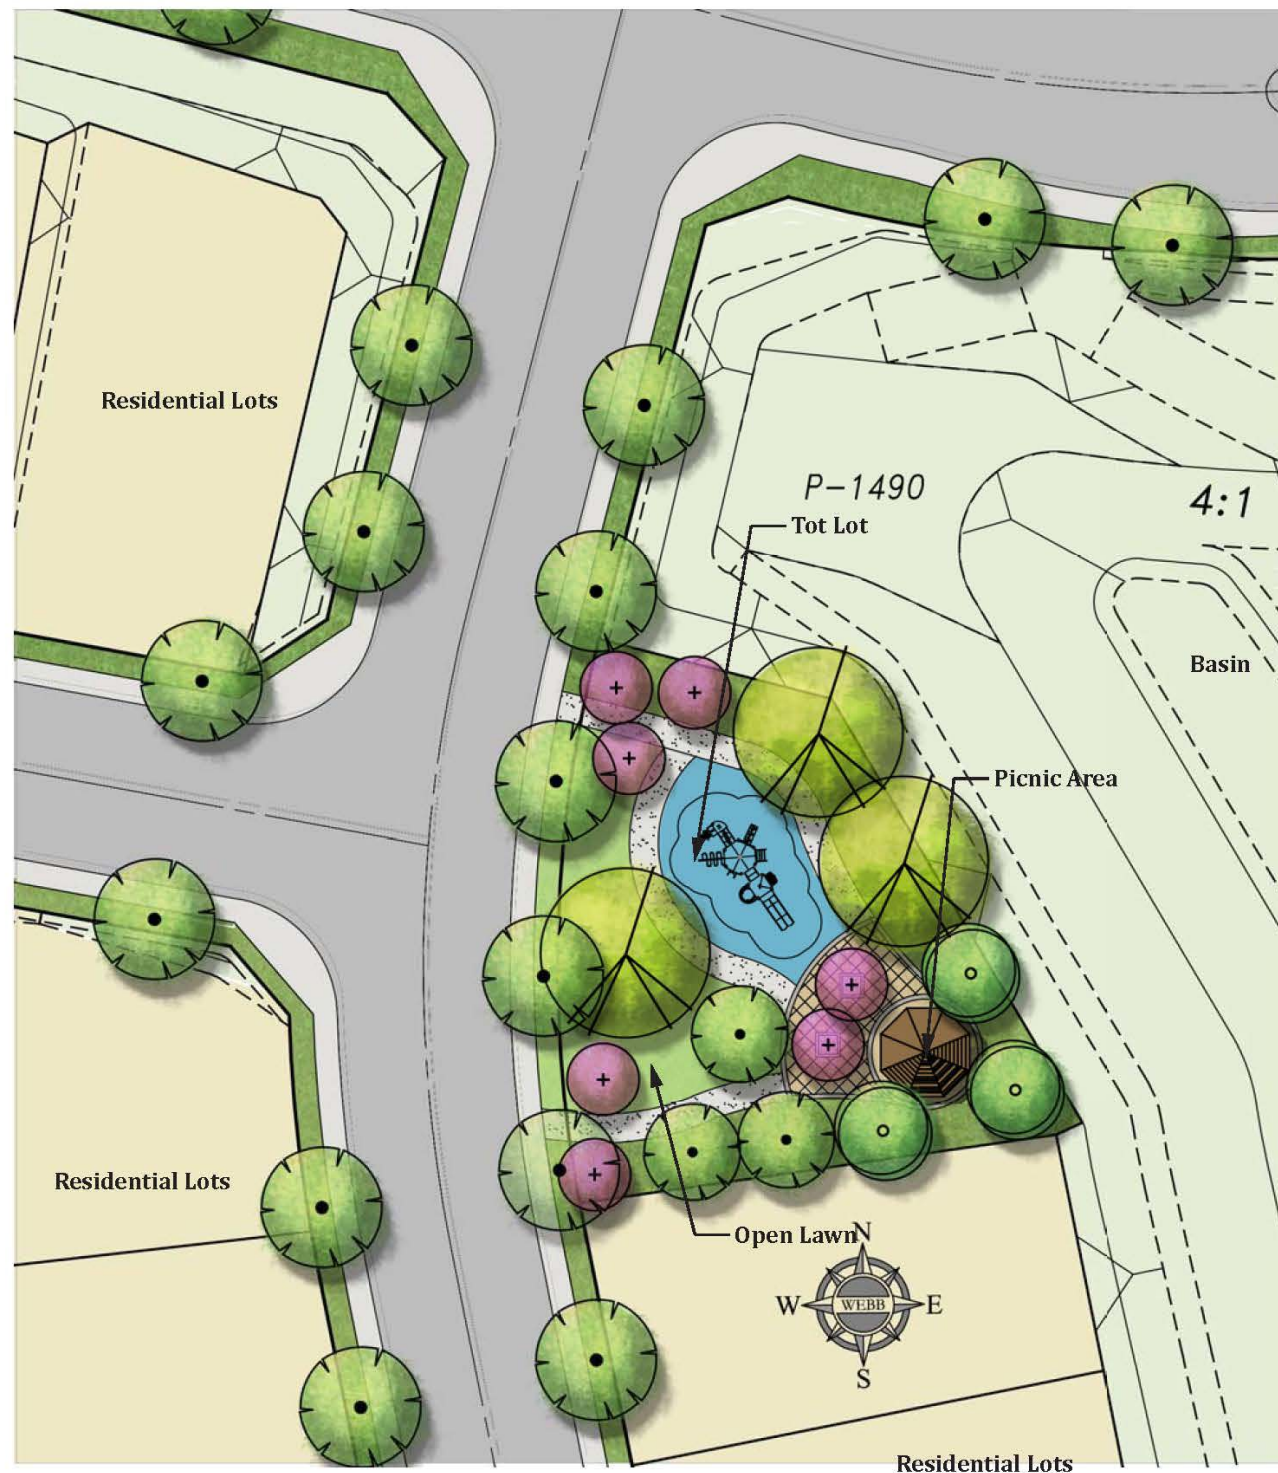 Residential Lots
P-1490
4:1
Tot Lot
Basin
Picnic Area
Residential Lots
Open Lawn
N
W
WEBB
E
S
Residential Lots